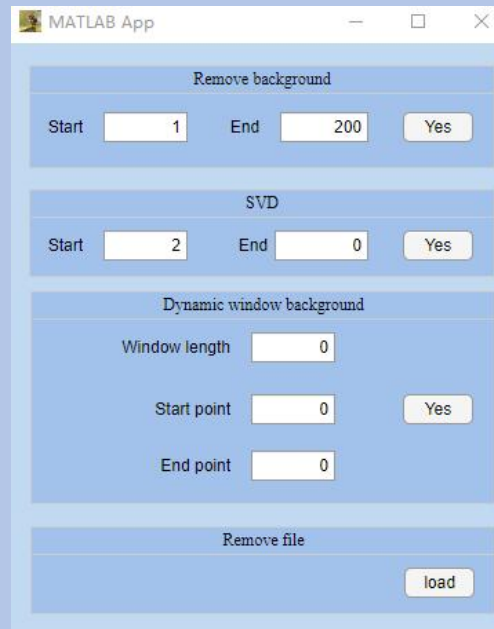 MATLAB App
Remove background
Start 1 End 200 Yes
SVD
Start 2 End 0 Yes
Dynamic window background
Window length 0
Start point 0 Yes
End point 0
Remove file
load